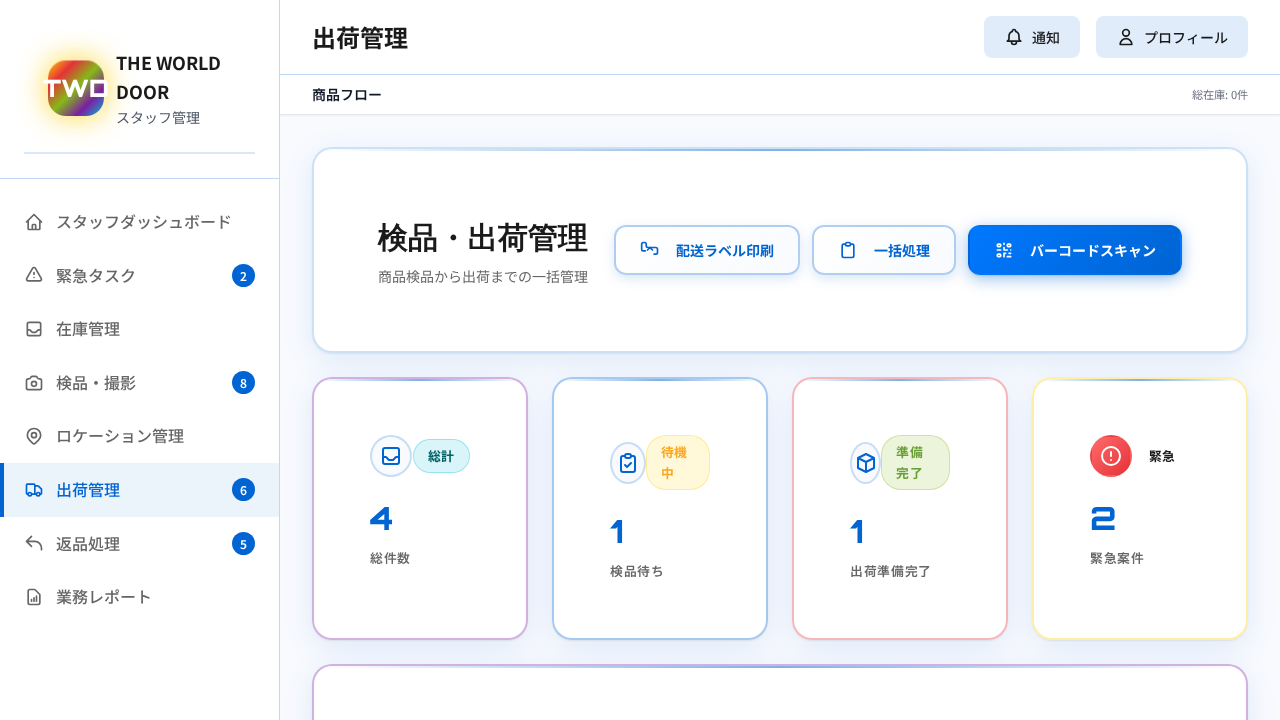 TWD
THE WORLD
DOOR
スタッフ管理
スタッフダッシュボード
緊急タスク
2
在庫管理
検品・撮影
8
ロケーション管理
出荷管理
6
返品処理
5
業務レポート
出荷管理
通知
プロフィール
商品フロー
総在庫: 0件
検品・出荷管理
商品検品から出荷までの一括管理
配送ラベル印刷
一括処理
バーコードスキャン
総計
4
総件数
待機
中
1
検品待ち
準備
完了
1
出荷準備完了
緊急
2
緊急案件